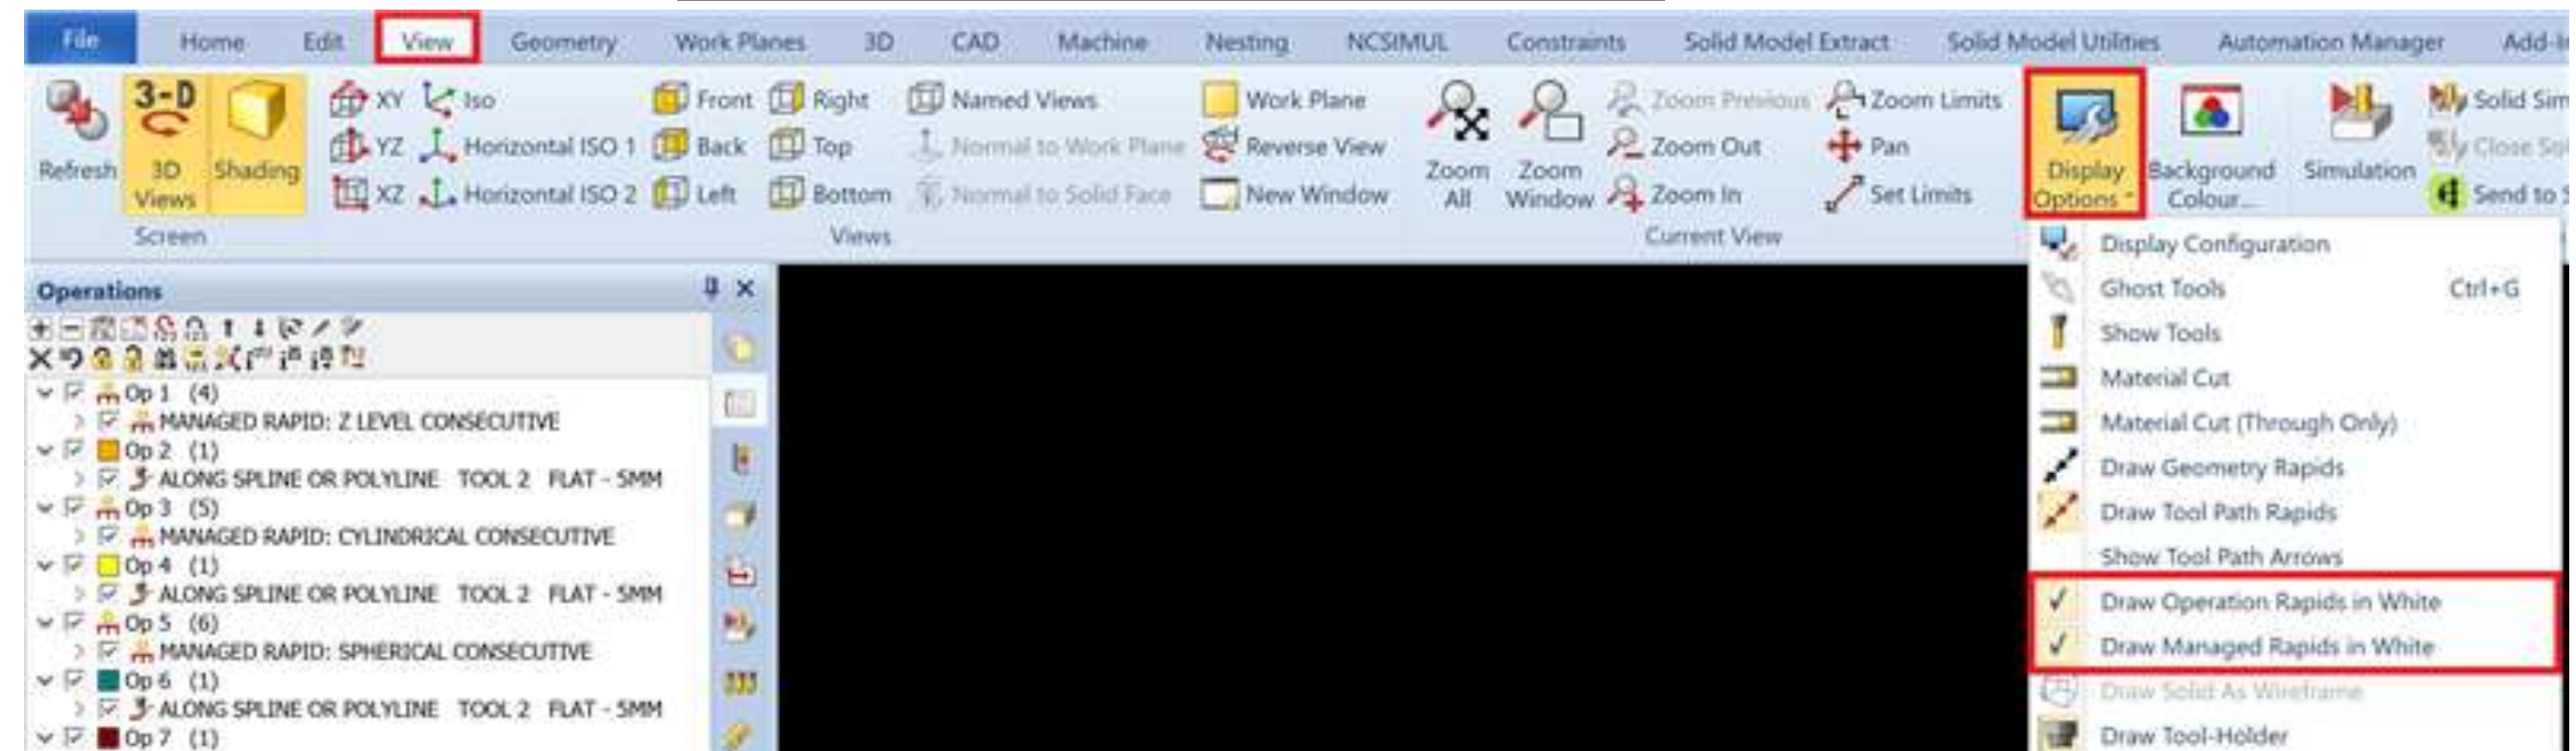 File Home Edit View Geometry Work Planes 3D CAD Machine Nesting NCSIMUL Constraints Solid Model Extract Solid Model Utilities Automation Manager
3-D
Refresh
3D Views
Shading
XY
YZ
XZ
Iso
Horizontal ISO 1
Horizontal ISO 2
Screen
Front
Back
Left
Right
Top
Bottom
Named Views
Normal to Work Plane
Normal to Solid Face
Views
Work Plane
Reverse View
New Window
Zoom
All
Zoom
Window
Zoom Previous
Zoom Out
Zoom In
Zoom Limits
Pan
Set Limits
Current View
Display
Options
Background
Colour...
Simulation
Solid Sim
Close
Send to
Display Configuration
Ghost Tools Ctrl+G
Show Tools
Material Cut
Material Cut (Through Only)
Draw Geometry Rapids
Draw Tool Path Rapids
Show Tool Path Arrows
Draw Operation Rapids in White
Draw Managed Rapids in White
Draw Solid As Wireframe
Draw Tool-Holder
Operations
Op 1 (4)
MANAGED RAPID: Z LEVEL CONSECUTIVE
Op 2 (1)
ALONG SPLINE OR POLYLINE TOOL 2 FLAT - 5MM
Op 3 (5)
MANAGED RAPID: CYLINDRICAL CONSECUTIVE
Op 4 (1)
ALONG SPLINE OR POLYLINE TOOL 2 FLAT - 5MM
Op 5 (6)
MANAGED RAPID: SPHERICAL CONSECUTIVE
Op 6 (1)
ALONG SPLINE OR POLYLINE TOOL 2 FLAT - 5MM
Op 7 (1)